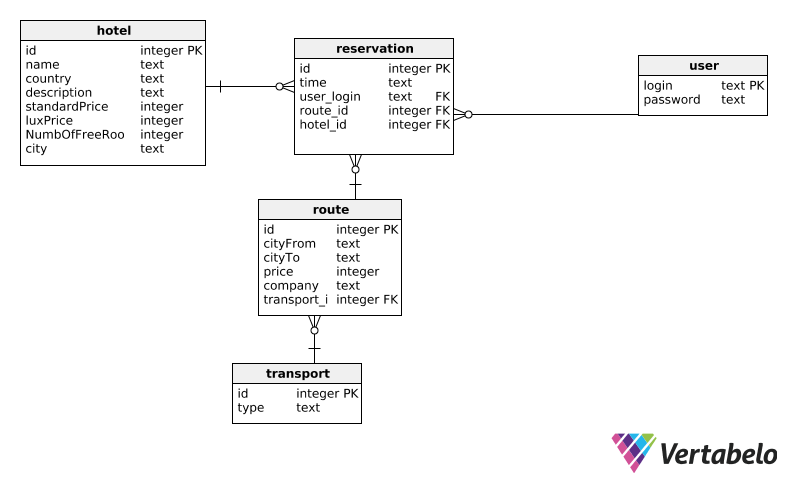 hotel
id integer PK
name text
country text
description text
standardPrice integer
luxPrice integer
NumbOfFreeRoo integer
city text
reservation
id integer PK
time text
user_login text FK
route_id integer FK
hotel_id integer FK
user
login text PK
password text
route
id integer PK
cityFrom text
cityTo text
price integer
company text
transport_i integer FK
transport
id integer PK
type text
Vertabelo